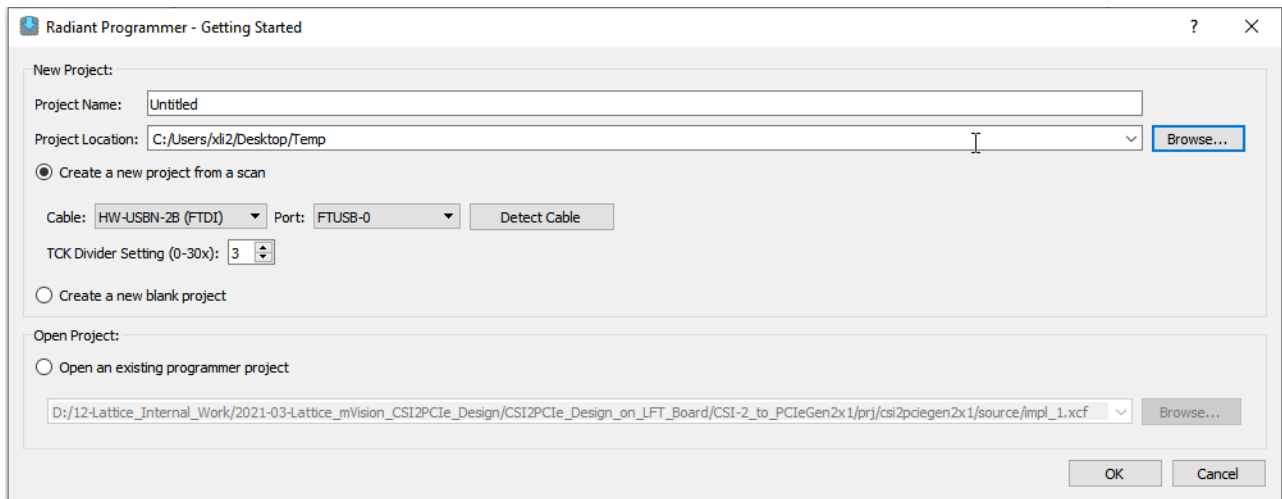 Radiant Programmer - Getting Started ?
New Project:
Project Name: Untitled
Project Location: C:/Users/xli2/Desktop/Temp Browse...
Create a new project from a scan
Cable: HW-USBN-2B (FTDI) Port: FTUSB-0 Detect Cable
TCK Divider Setting (0-30x): 3
Create a new blank project
Open Project:
Open an existing programmer project
D:/12-Lattice_Internal_Work/2021-03-Lattice_mVision_CSI2PCIe_Design/CSI2PCIe_Design_on_LFT_Board/CSI-2_to_PCIeGen2x1/prj/csi2pciegen2x1/source/impl_1.xcf Browse...
OK Cancel